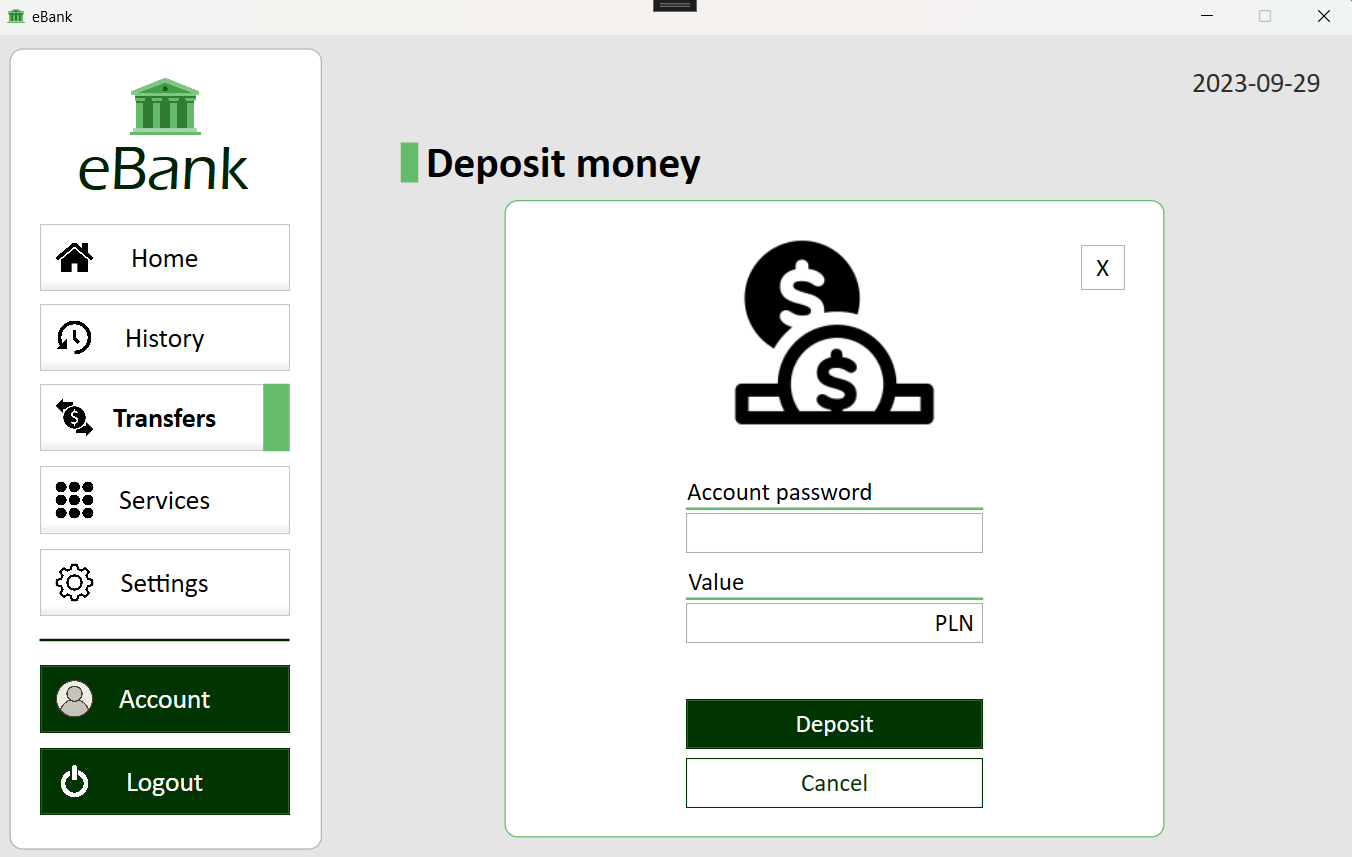 eBank
2023-09-29
eBank
Deposit money
Home
X
History
Transfers
Services
Account password
Settings
Value
PLN
Account
Deposit
Logout
Cancel